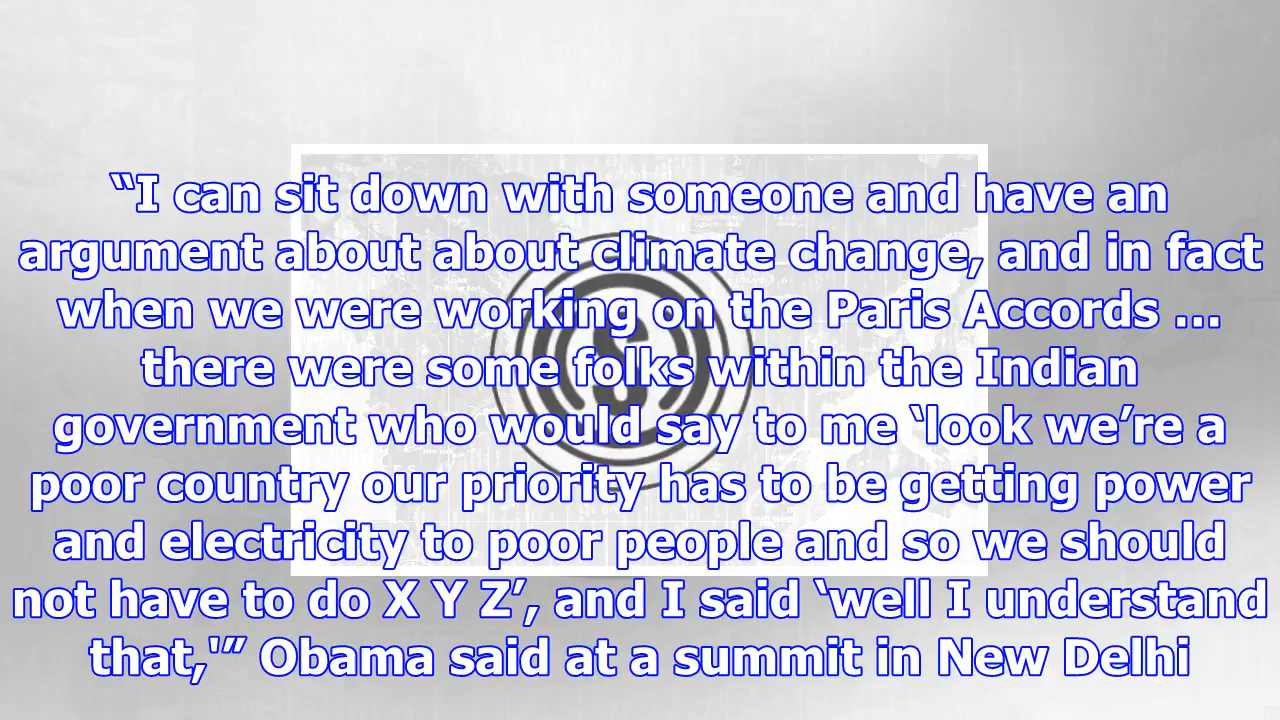 “I can sit down with someone and have an
argument about about climate change, and in fact
when we were working on the Paris Accords ...
there were some folks within the Indian
government who would say to me ‘look we’re a
poor country our priority has to be getting power
and electricity to poor people and so we should
not have to do X Y Z’, and I said ‘well I understand
that,'” Obama said at a summit in New Delhi